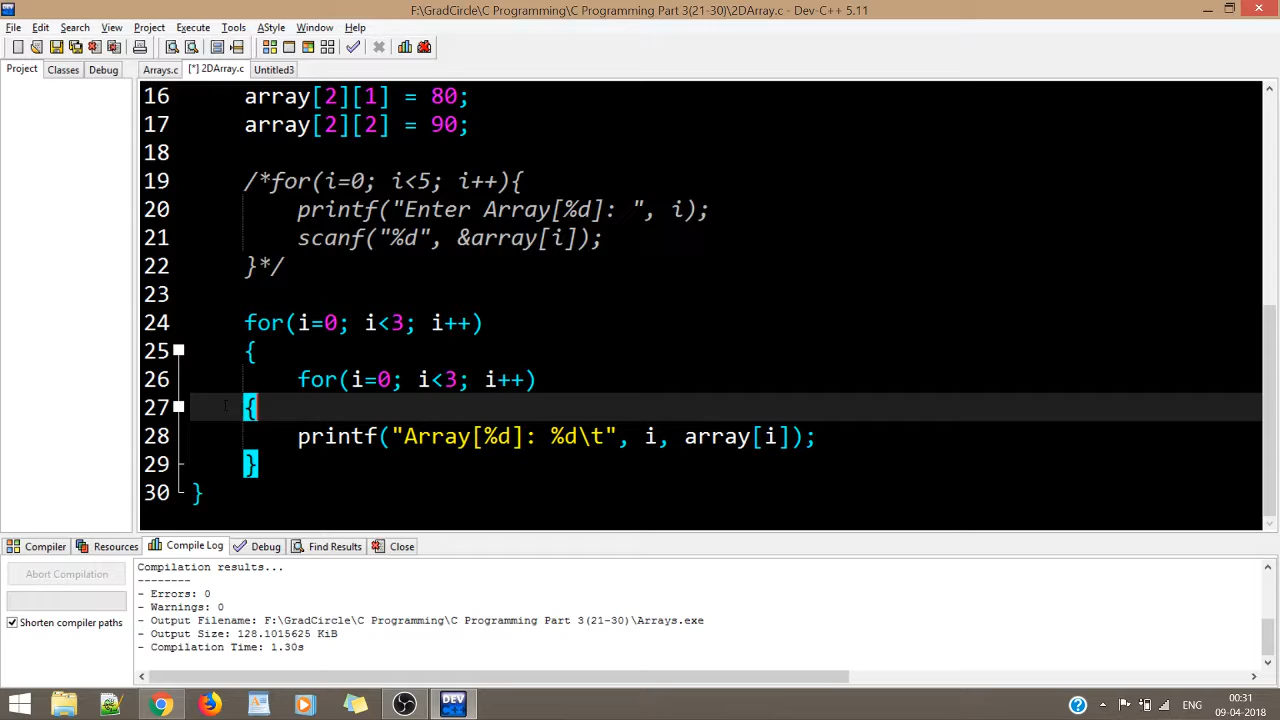 F:\GradCircle\C Programming\C Programming Part 3(21-30)\2DArray.c - Dev-C++ 5.11
File Edit Search View Project Execute Tools AStyle Window Help
Project Classes Debug Arrays.c [*] 2DArray.c Untitled3
16 array[2][1] = 80;
17 array[2][2] = 90;
18
19 /*for(i=0; i<5; i++){
20 printf("Enter Array[%d]: ", i);
21 scanf("%d", &array[i]);
22 }*/
23
24 for(i=0; i<3; i++)
25 {
26 for(i=0; i<3; i++)
27 {
28 printf("Array[%d]: %d\t", i, array[i]);
29 }
30 }
Compiler Resources Compile Log Debug Find Results Close
Abort Compilation
Shorten compiler paths
Compilation results...
--------
- Errors: 0
- Warnings: 0
- Output Filename: F:\GradCircle\C Programming\C Programming Part 3(21-30)\Arrays.exe
- Output Size: 128.1015625 KiB
- Compilation Time: 1.30s
DEV
ENG
00:31
09-04-2018